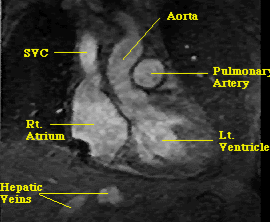 Aorta
SVC
Pulmonary
Artery
Rt.
Atrium
Lt.
Ventricle
Hepatic
Veins